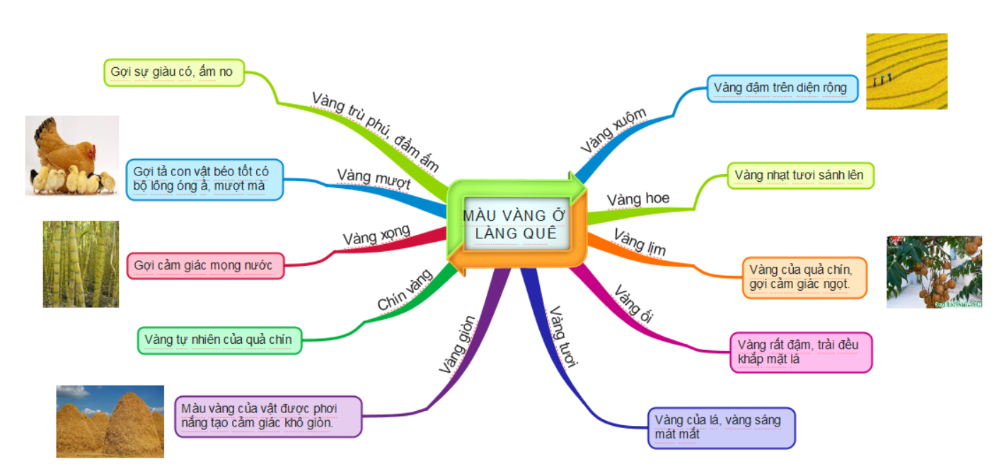 MÀU VÀNG Ở
LÀNG QUÊ
Vàng xuộm
Vàng đậm trên diện rộng
Vàng hoe
Vàng nhạt tươi sánh lên
Vàng lịm
Vàng của quả chín,
gợi cảm giác ngọt.
Vàng ối
Vàng rất đậm, trải đều
khắp mặt lá
Vàng tươi
Vàng của lá, vàng sáng
mát mắt
Vàng giòn
Màu vàng của vật được phơi
nắng tạo cảm giác khô giòn.
Chín vàng
Vàng tự nhiên của quả chín
Vàng xọng
Gợi cảm giác mọng nước
Vàng mượt
Gợi tả con vật béo tốt có
bộ lông óng ả, mượt mà
Vàng trù phú, đầm ấm
Gợi sự giàu có, ấm no